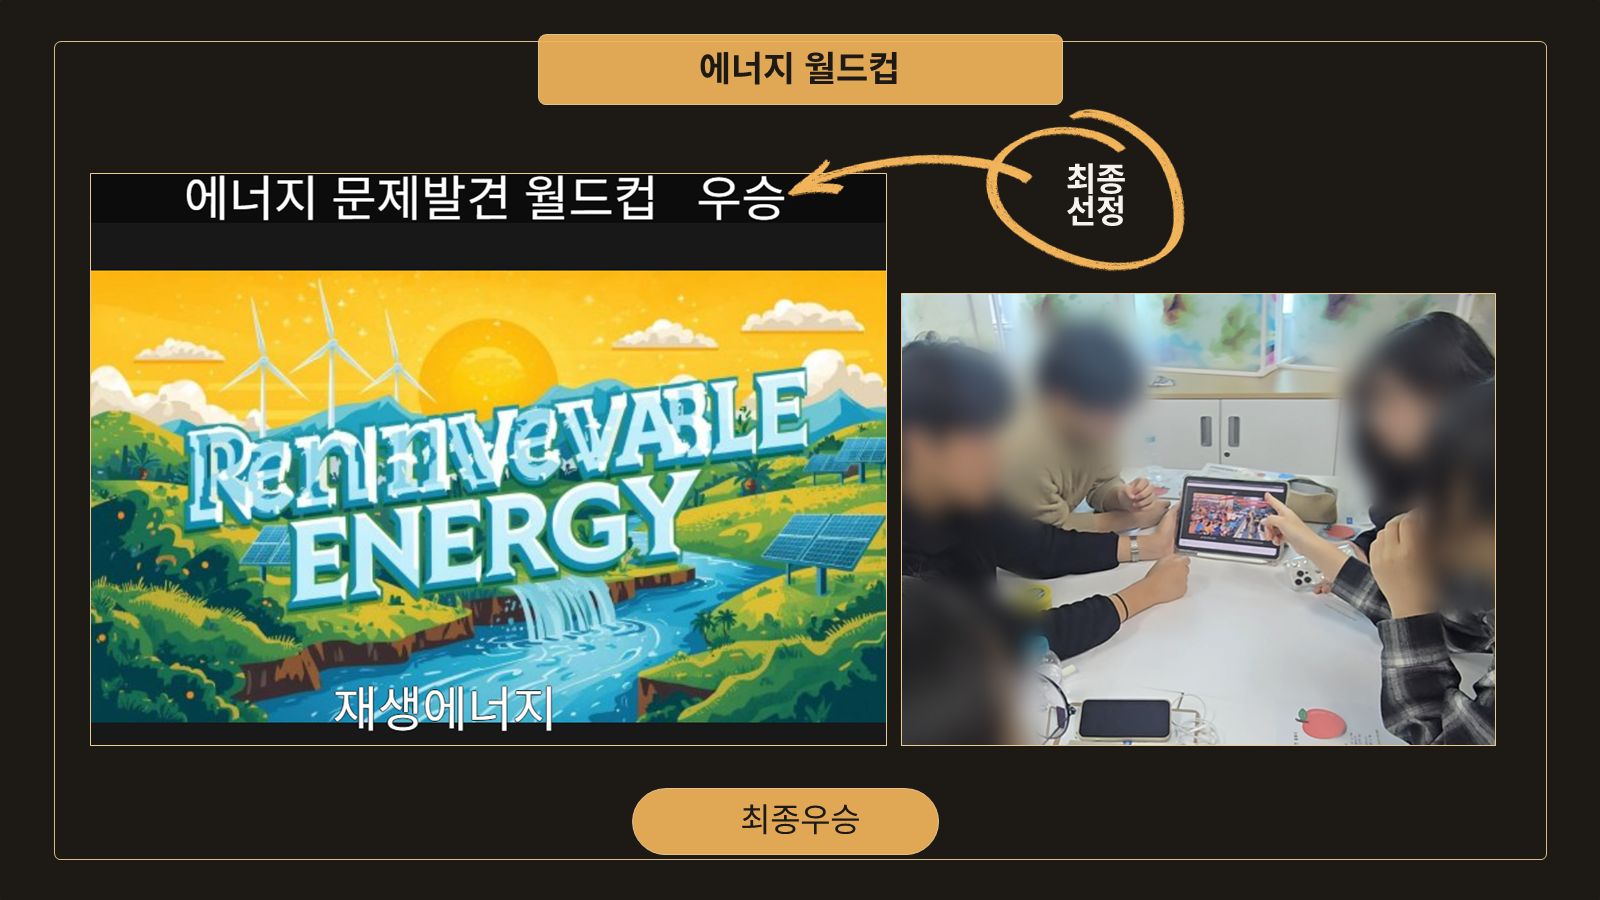 에너지 월드컵
최종
선정
에너지 문제발견 월드컵 우승
RennnVewVABLE
ENERGY
재생에너지
최종우승